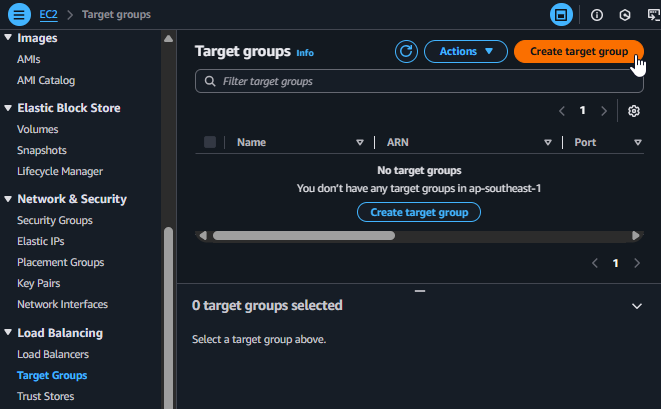 EC2 > Target groups
Images
AMIs
AMI Catalog
Elastic Block Store
Volumes
Snapshots
Lifecycle Manager
Network & Security
Security Groups
Elastic IPs
Placement Groups
Key Pairs
Network Interfaces
Load Balancing
Load Balancers
Target Groups
Trust Stores
Target groups Info
Actions
Create target group
Filter target groups
1
Name ARN Port
No target groups
You don't have any target groups in ap-southeast-1
Create target group
1
0 target groups selected
Select a target group above.